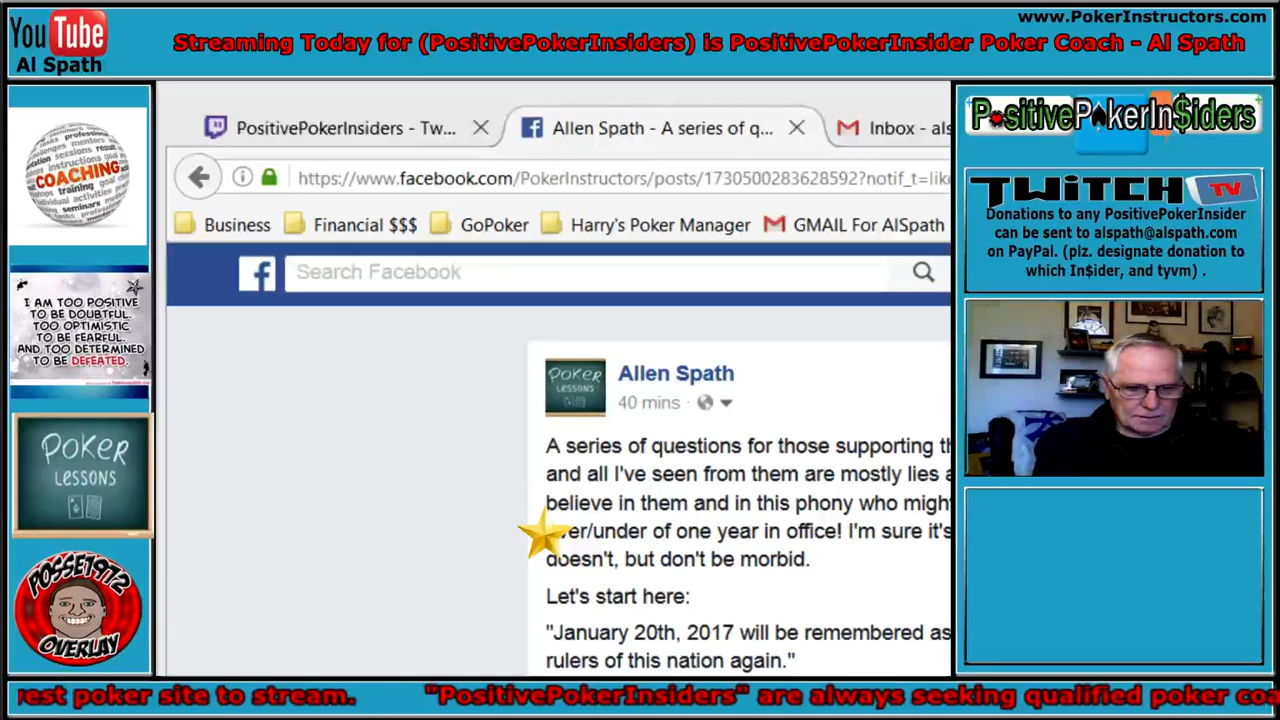 You Tube
Al Spath
www.PokerInstructors.com
Streaming Today for (PositivePokerInsiders) is PositivePokerInsider Poker Coach - Al Spath
COACHING
I AM TOO POSITIVE
TO BE DOUBTFUL.
TOO OPTIMISTIC
TO BE FEARFUL.
AND TOO DETERMINED
TO BE DEFEATED.
POKER
LESSONS
POSSE1972
OVERLAY
PositivePokerInsiders - Tw...
Allen Spath - A series of q...
Inbox - als
https://www.facebook.com/PokerInstructors/posts/
Business
Financial $$$
GoPoker
Harry's Poker Manager
GMAIL For AlSpath
Search Facebook
POKER
LESSONS
Allen Spath
40 mins
A series of questions for those supporting
and all I've seen from them are mostly lies
believe in them and in this phony who
/under of one year in office! I'm sure it's
doesn't, but don't be morbid.
Let's start here:
"January 20th, 2017 will be remembered as
rulers of this nation again."
PositivePokerIn$iders
TWITCH TV
Donations to any PositivePokerInsider
can be sent to alspath@alspath.com
on PayPal. (plz. designate donation to
which In$ider, and tyvm) .
poker site to stream. "PositivePokerInsiders" are always seeking qualified poker